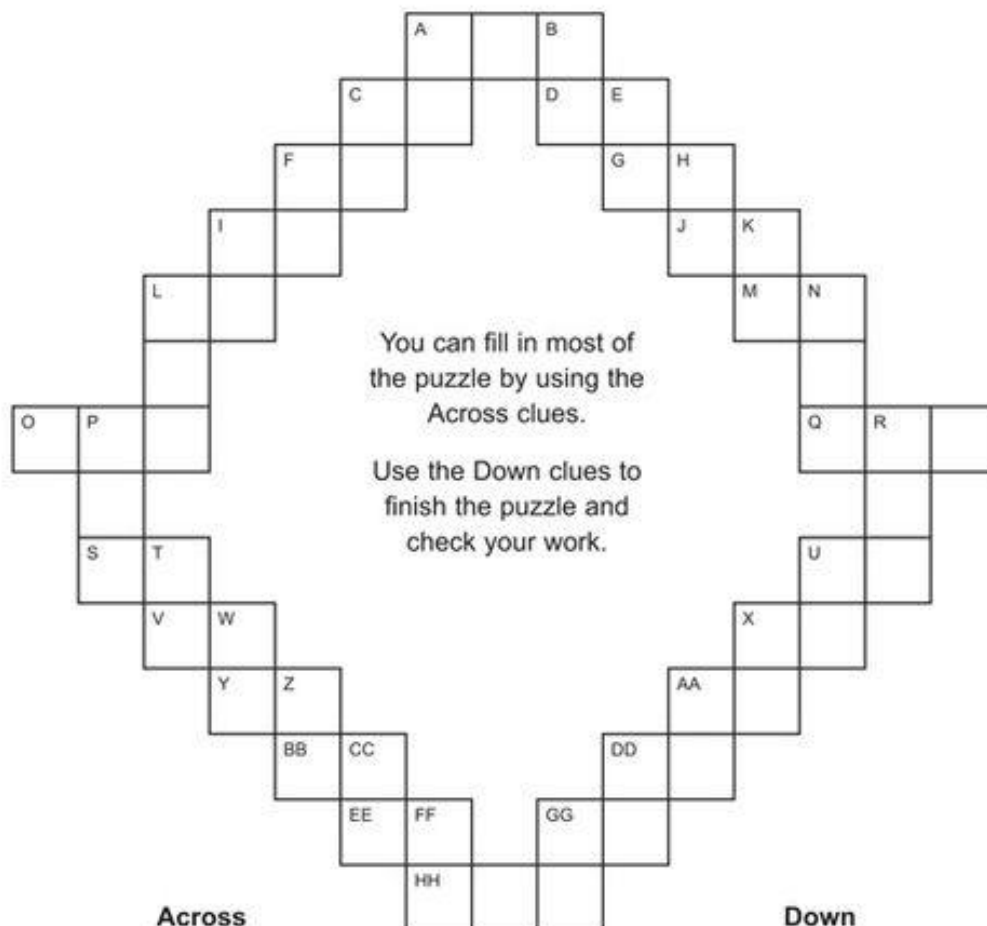 A B
C D E
F G H
I J K
L M N
You can fill in most of
the puzzle by using the
Across clues.
O P Q R
Use the Down clues to
finish the puzzle and
check your work.
S T U
V W X
Y Z AA
BB CC DD
EE FF GG
HH
Across Down